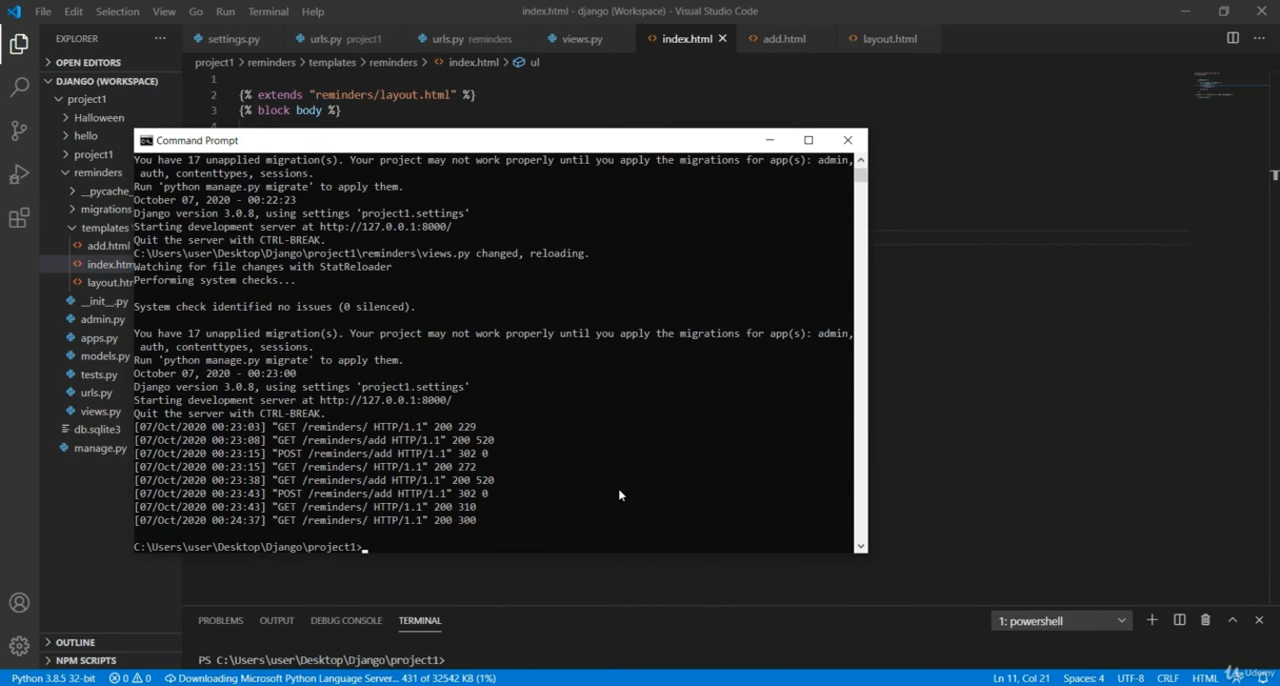 File Edit Selection View Go Run Terminal Help
index.html - django (Workspace) - Visual Studio Code
EXPLORER
settings.py
urls.py project1
urls.py reminders
views.py
index.html
add.html
layout.html
OPEN EDITORS
project1 > reminders > templates > reminders > index.html > ul
DJANGO (WORKSPACE)
project1
Halloween
hello
project1
reminders
__pycache_
migrations
templates
add.html
index.htm
layout.htm
__init__.py
admin.py
apps.py
models.py
tests.py
urls.py
views.py
db.sqlite3
manage.py
OUTLINE
NPM SCRIPTS
1
2 {% extends "reminders/layout.html" %}
3 {% block body %}
4
Command Prompt
You have 17 unapplied migration(s). Your project may not work properly until you apply the migrations for app(s): admin,
auth, contenttypes, sessions.
Run 'python manage.py migrate' to apply them.
October 07, 2020 - 00:22:23
Django version 3.0.8, using settings 'project1.settings'
Starting development server at http://127.0.0.1:8000/
Quit the server with CTRL-BREAK.
C:\Users\user\Desktop\Django\project1\reminders\views.py changed, reloading.
Watching for file changes with StatReloader
Performing system checks...
System check identified no issues (0 silenced).
You have 17 unapplied migration(s). Your project may not work properly until you apply the migrations for app(s): admin,
auth, contenttypes, sessions.
Run 'python manage.py migrate' to apply them.
October 07, 2020 - 00:23:00
Django version 3.0.8, using settings 'project1.settings'
Starting development server at http://127.0.0.1:8000/
Quit the server with CTRL-BREAK.
[07/Oct/2020 00:23:03] "GET /reminders/ HTTP/1.1" 200 229
[07/Oct/2020 00:23:08] "GET /reminders/add HTTP/1.1" 200 520
[07/Oct/2020 00:23:15] "POST /reminders/add HTTP/1.1" 302 0
[07/Oct/2020 00:23:15] "GET /reminders/ HTTP/1.1" 200 272
[07/Oct/2020 00:23:38] "GET /reminders/add HTTP/1.1" 200 520
[07/Oct/2020 00:23:43] "POST /reminders/add HTTP/1.1" 302 0
[07/Oct/2020 00:23:43] "GET /reminders/ HTTP/1.1" 200 310
[07/Oct/2020 00:24:37] "GET /reminders/ HTTP/1.1" 200 300
C:\Users\user\Desktop\Django\project1>
PROBLEMS OUTPUT DEBUG CONSOLE TERMINAL
1: powershell
PS C:\Users\user\Desktop\Django\project1>
Python 3.8.5 32-bit 0 0 Downloading Microsoft Python Language Server... 431 of 32542 KB (1%)
Ln 11, Col 21 Spaces: 4 UTF-8 CRLF HTML
Udemy